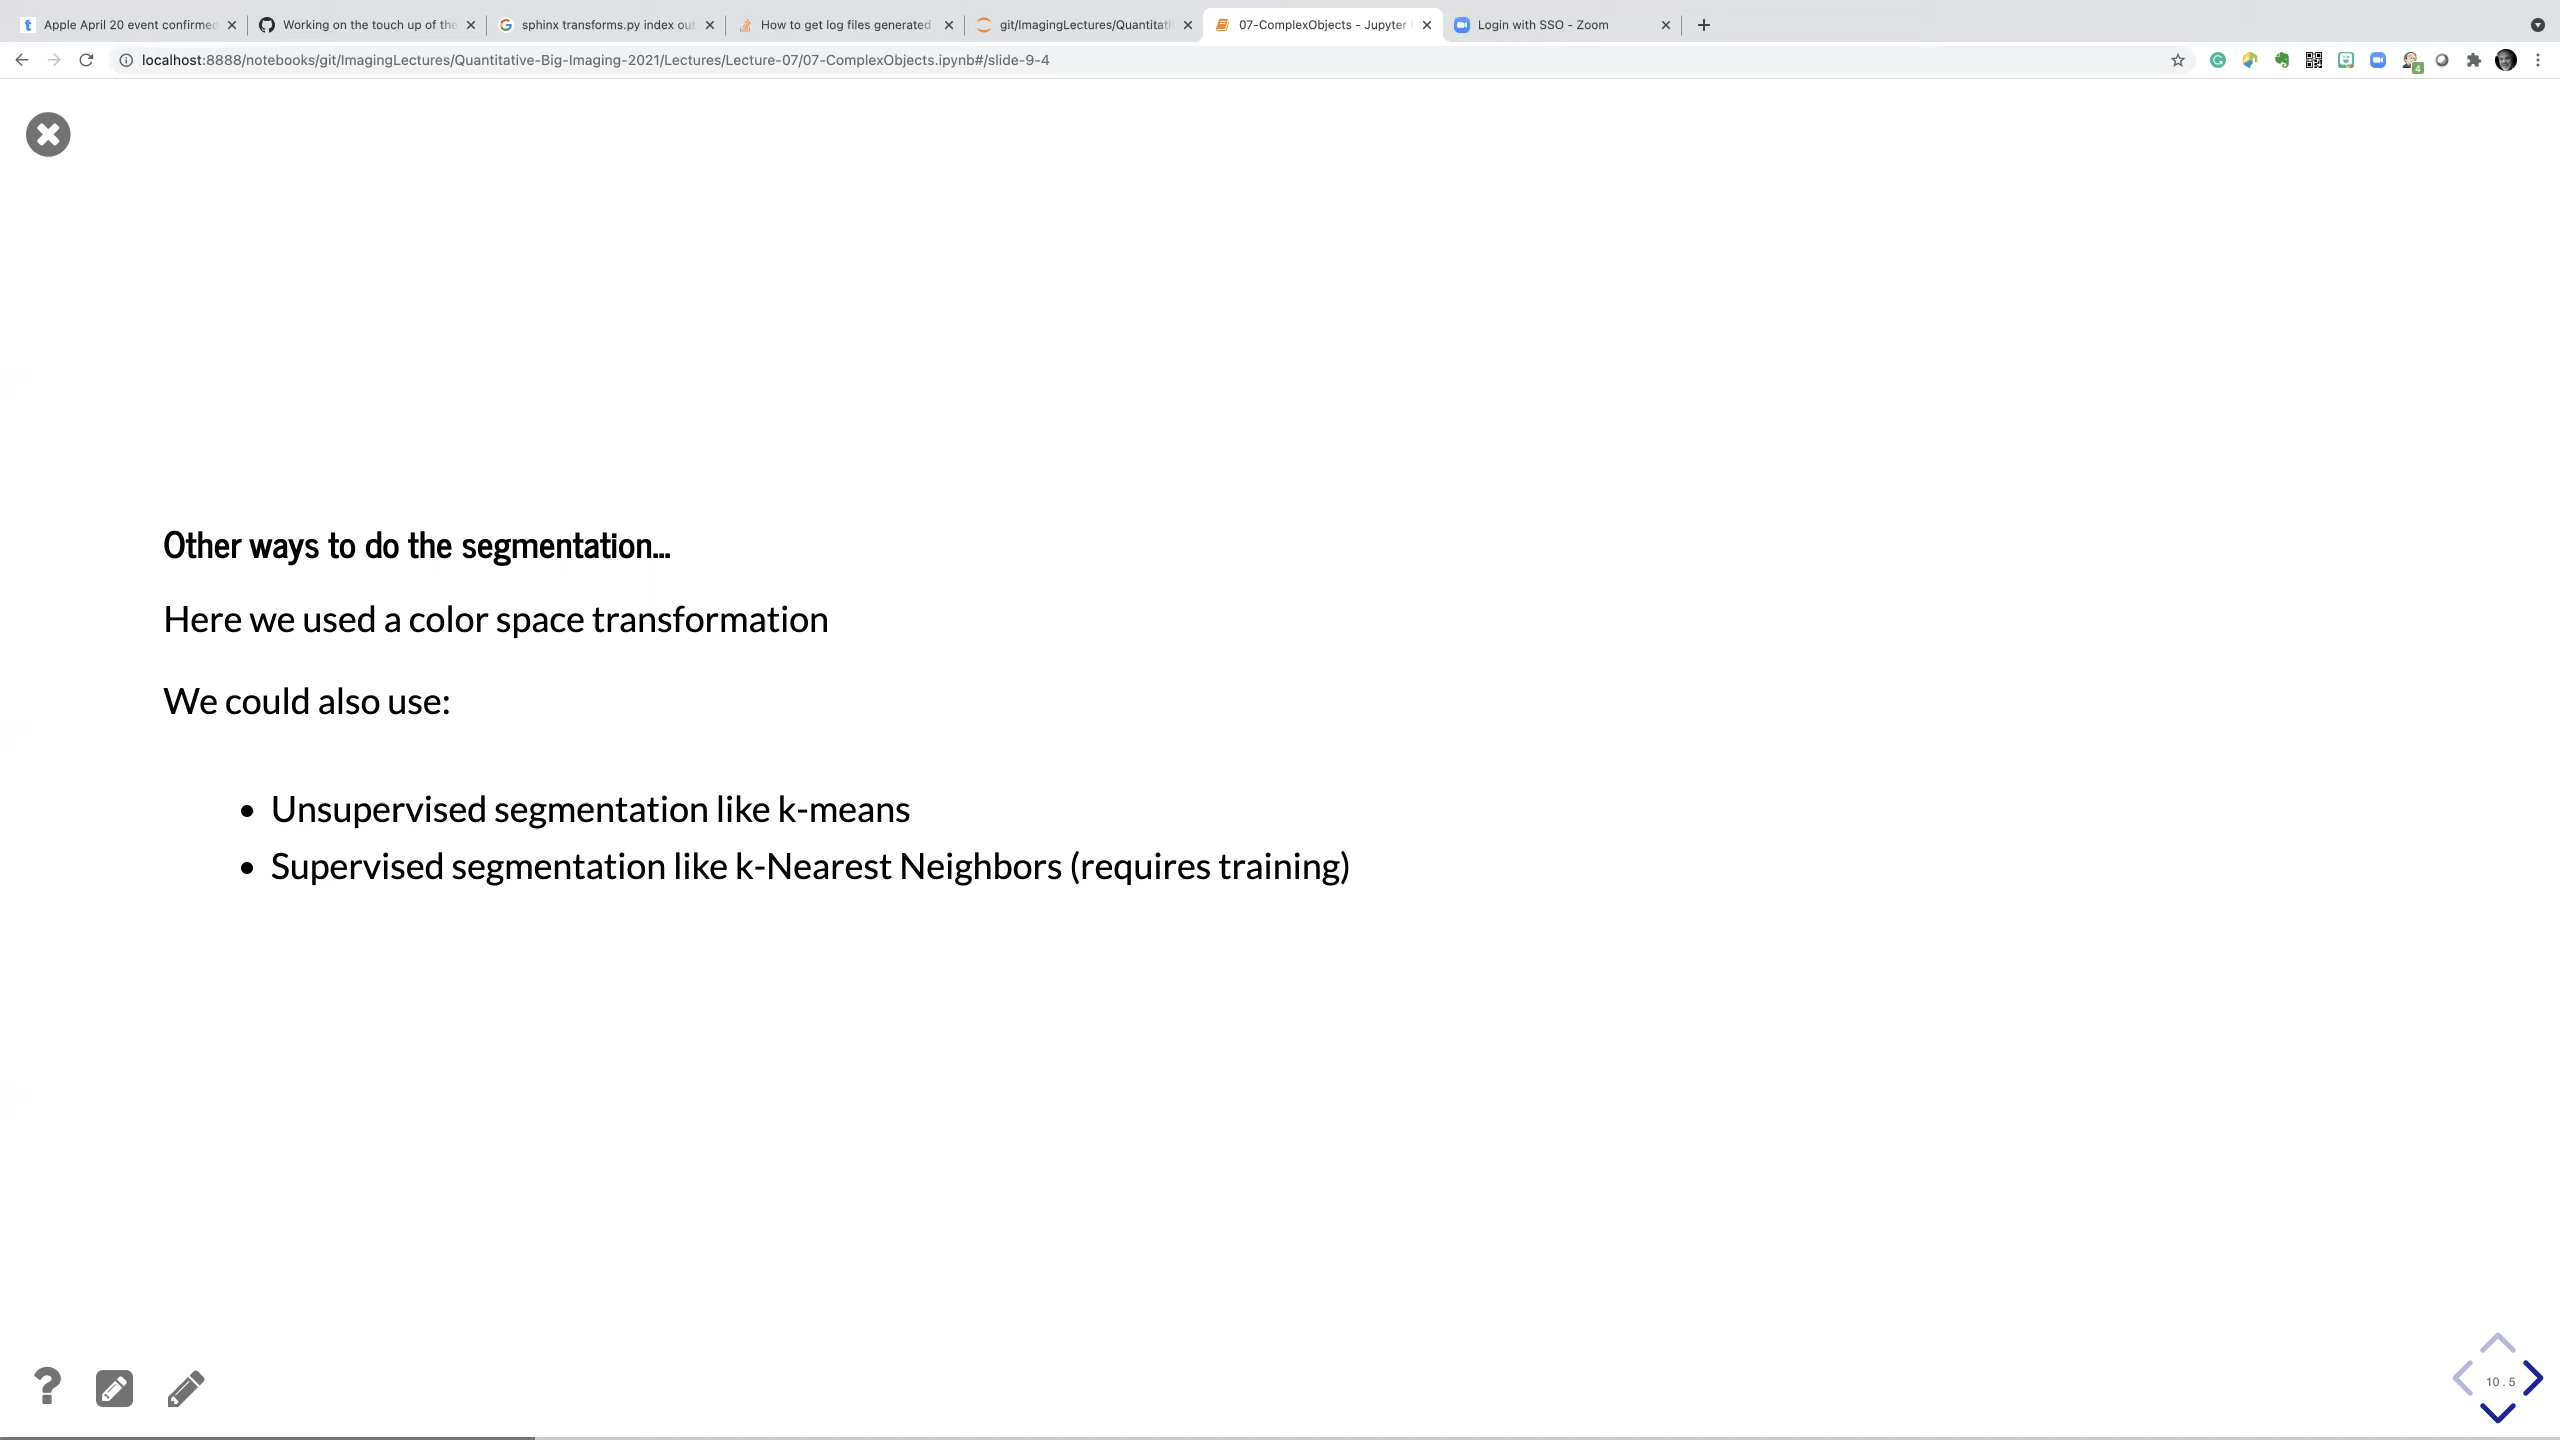 Apple April 20 event confirmed
Working on the touch up of the
sphinx transforms.py index out
How to get log files generated
git/ImagingLectures/Quantitati
07-ComplexObjects - Jupyter
Login with SSO - Zoom
localhost:8888/notebooks/git/ImagingLectures/Quantitative-Big-Imaging-2021/Lectures/Lecture-07/07-ComplexObjects.ipynb#/slide-9-4
4
Other ways to do the segmentation...
Here we used a color space transformation
We could also use:
• Unsupervised segmentation like k-means
• Supervised segmentation like k-Nearest Neighbors (requires training)
10.5